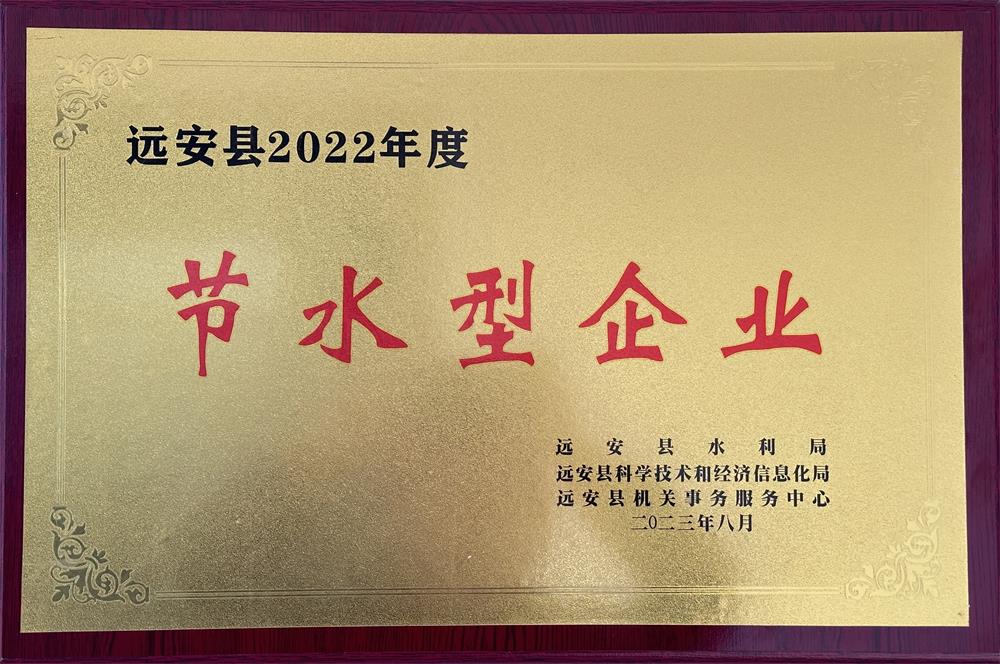 远安县2022年度
节水型企业
远安县水利局
远安县科学技术和经济信息化局
远安县机关事务服务中心
二〇二三年八月